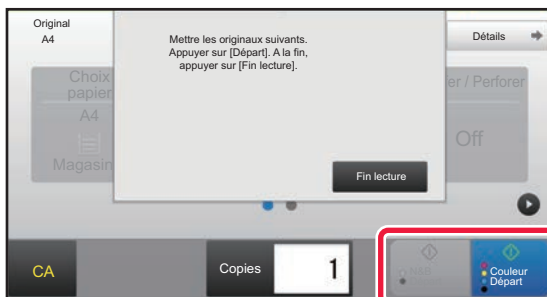 Original
A4
Mettre les originaux suivants.
Appuyer sur [Départ]. A la fin,
appuyer sur [Fin lecture].
Détails
Choix
papier
A4
Magasin
er / Perforer
Off
Fin lecture
CA
Copies
1
N&B
Couleur
Départ